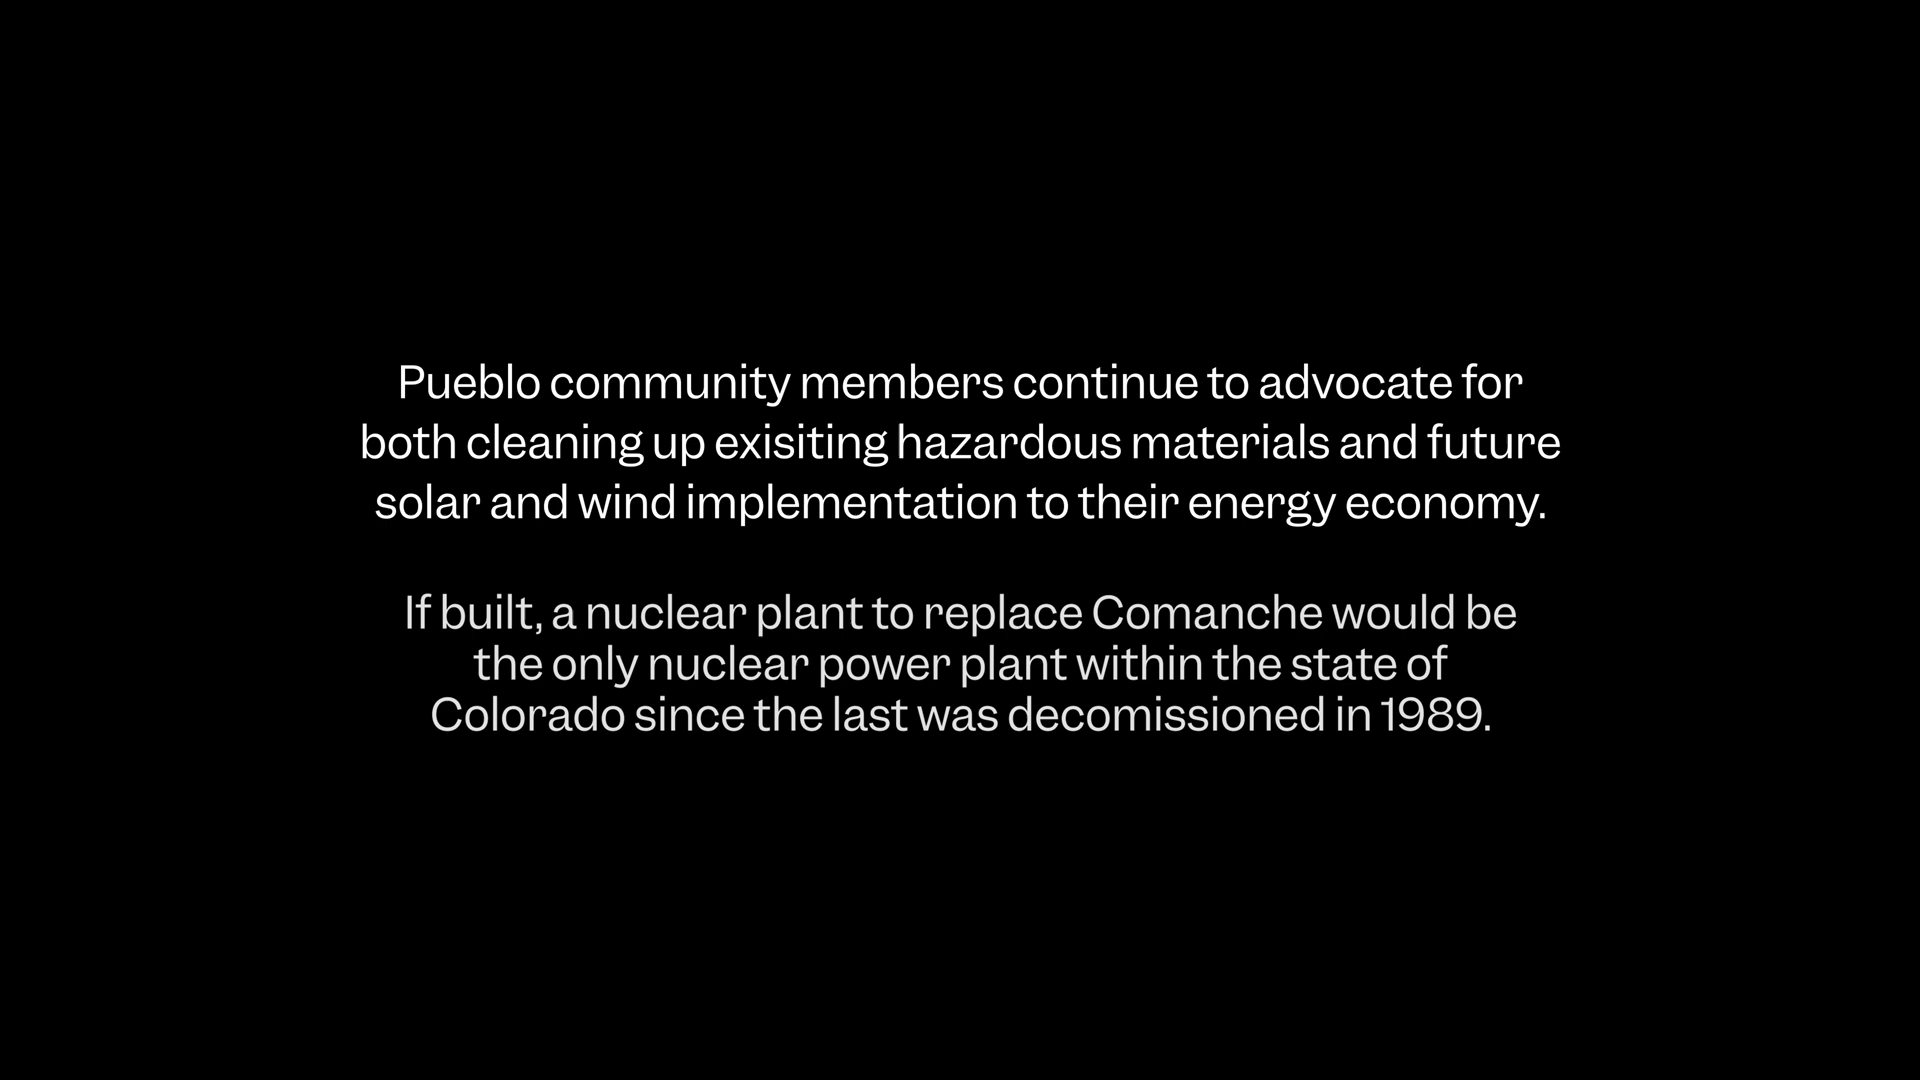 Pueblo community members continue to advocate for
both cleaning up exisiting hazardous materials and future
solar and wind implementation to their energy economy.
If built, a nuclear plant to replace Comanche would be
the only nuclear power plant within the state of
Colorado since the last was decomissioned in 1989.